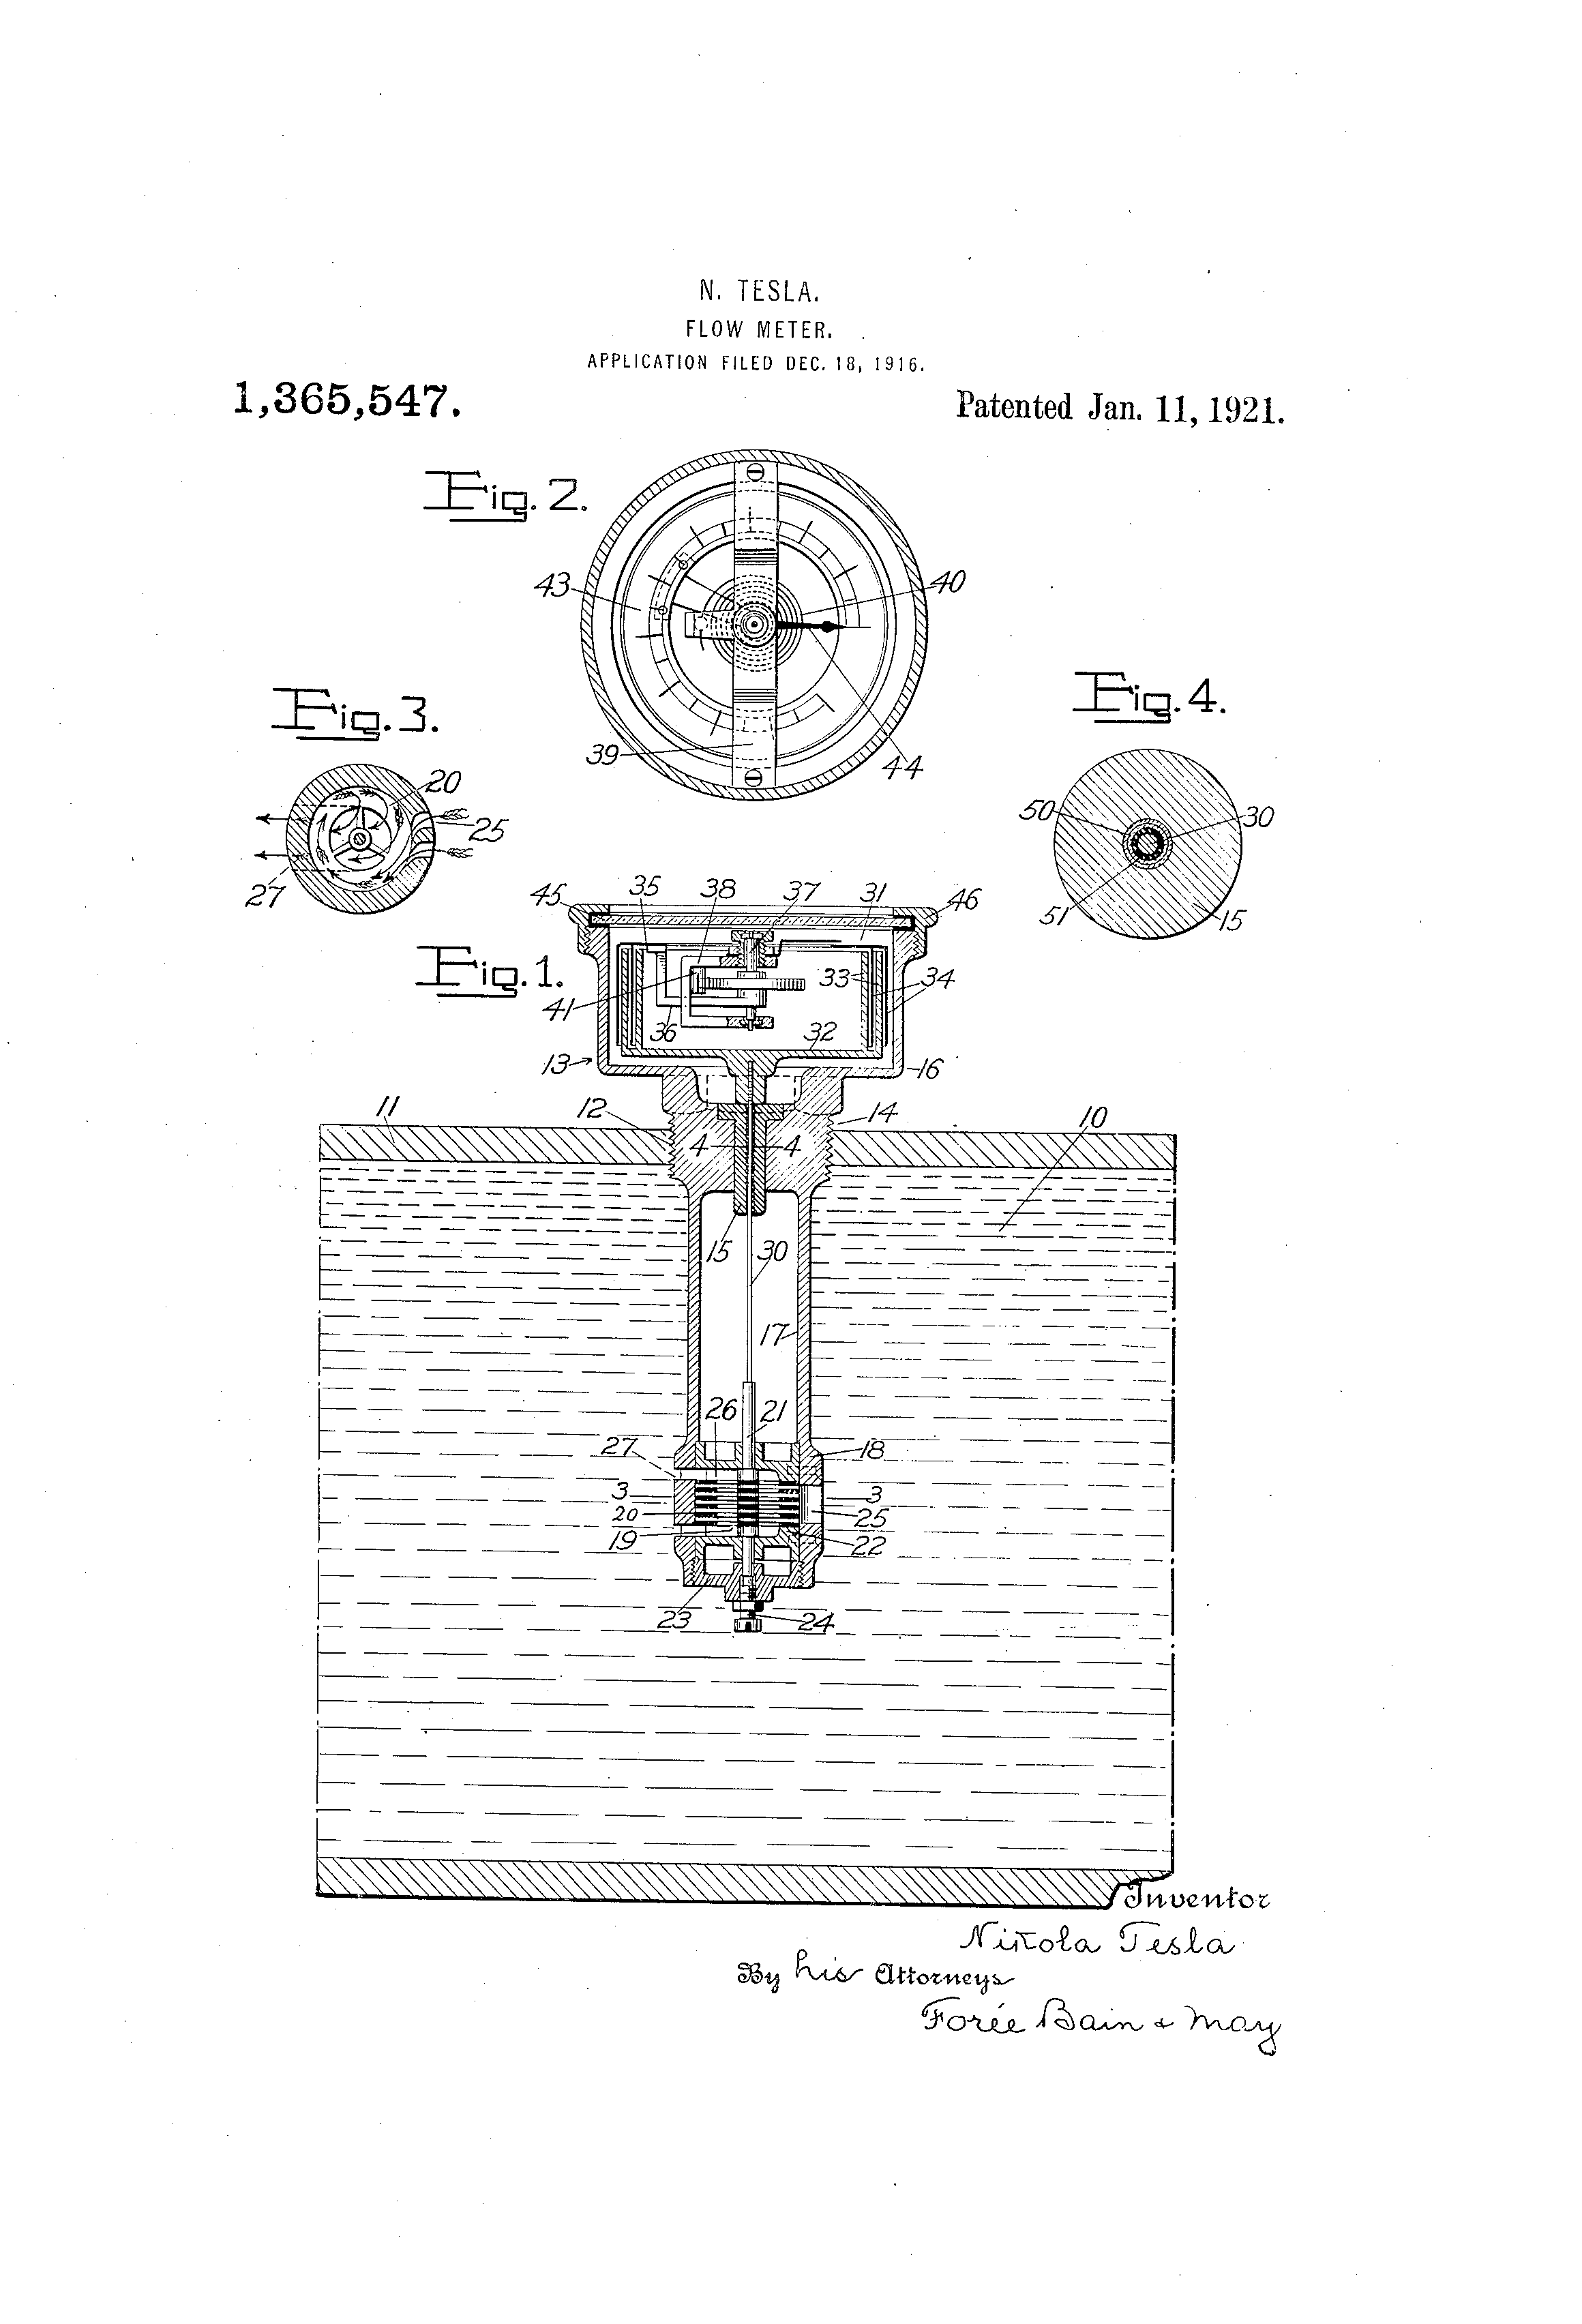 N. TESLA.
FLOW METER.
APPLICATION FILED DEC. 18, 1916.
1,365,547.
Patented Jan. 11, 1921.
Fig. 2.
43
40
39
44
Fig. 3.
20
25
27
Fig. 4.
50
30
51
15
Fig. 1.
45 35 38 37 31 46
33 34
41
36
32
13
16
11
12
14
10
4 4
15 30
17
26 21
27
18
3 3
20 25
19
22
23
24
Inventor
Nikola Tesla
By his Attorneys
Forée Bain & May